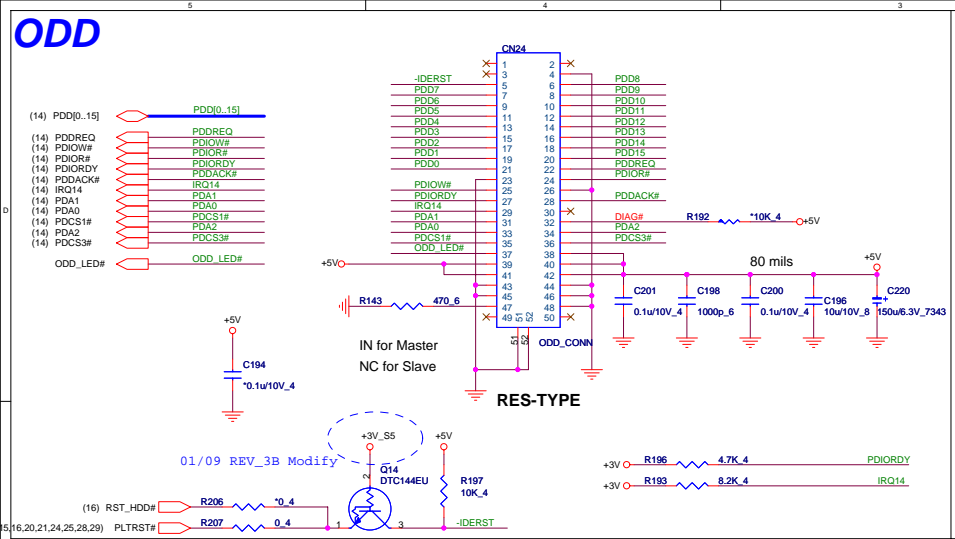 5 4 3
ODD
CN24
1 2
3 4
-IDERST 5 6 PDD8
PDD7 7 8 PDD9
PDD6 9 10 PDD10
PDD5 11 12 PDD11
PDD4 13 14 PDD12
PDD3 15 16 PDD13
PDD2 17 18 PDD14
PDD1 19 20 PDD15
PDD0 21 22 PDDREQ
23 24 PDIOR#
PDIOW# 25 26
PDIORDY 27 28 PDDACK#
IRQ14 29 30
PDA1 31 32 DIAG# R192 *10K_4 +5V
PDA0 33 34 PDA2
PDCS1# 35 36 PDCS3#
ODD_LED# 37 38
+5V 39 40
41 42
43 44
45 46
47 48
49 50
51 52
51 52
ODD_CONN
(14) PDD[0..15] PDD[0..15]
(14) PDDREQ PDDREQ
(14) PDIOW# PDIOW#
(14) PDIOR# PDIOR#
(14) PDIORDY PDIORDY
(14) PDDACK# PDDACK#
(14) IRQ14 IRQ14
(14) PDA1 PDA1
(14) PDA0 PDA0
(14) PDCS1# PDCS1#
(14) PDA2 PDA2
(14) PDCS3# PDCS3#
ODD_LED# ODD_LED#
D
80 mils
+5V
C201
0.1u/10V_4
C198
1000p_6
C200
0.1u/10V_4
C196
10u/10V_8
C220
150u/6.3V_7343
R143 470_6
IN for Master
NC for Slave
RES-TYPE
+5V
C194
*0.1u/10V_4
+3V_S5
01/09 REV_3B Modify
2
Q14
DTC144EU
+5V
R197
10K_4
(16) RST_HDD# R206 *0_4
15,16,20,21,24,25,28,29) PLTRST# R207 0_4 1 3 -IDERST
+3V R196 4.7K_4 PDIORDY
+3V R193 8.2K_4 IRQ14